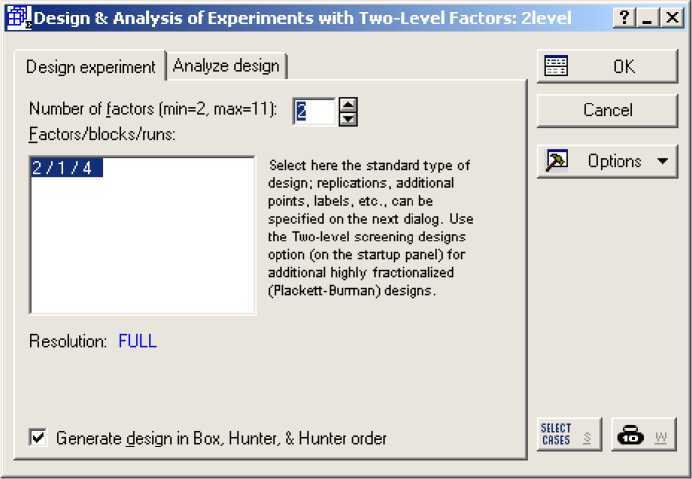 Design & Analysis of Experiments with Two-Level Factors: 2level
Design experiment
Analyze design
Number of factors (min=2, max=11): 2
Factors/blocks/runs:
2 / 1 / 4
Select here the standard type of
design; replications, additional
points, labels, etc., can be
specified on the next dialog. Use
the Two-level screening designs
option (on the startup panel) for
additional highly fractionalized
(Plackett-Burman) designs.
Resolution: FULL
Generate design in Box, Hunter, & Hunter order
OK
Cancel
Options
SELECT
CASES S
10 W